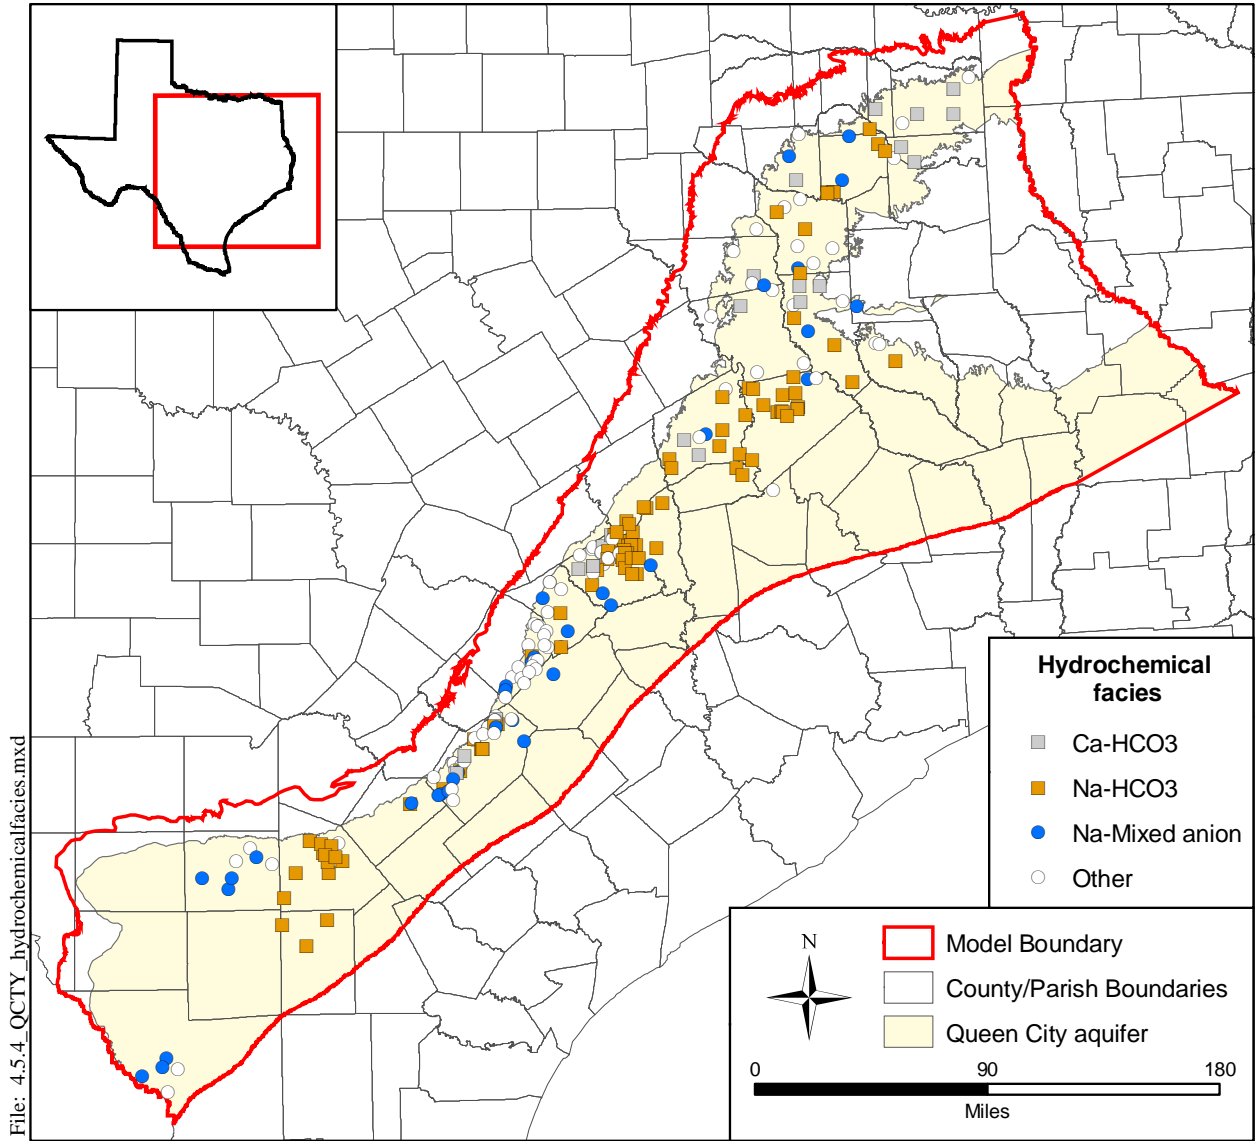 Hydrochemical
facies
Ca-HCO3
Na-HCO3
Na-Mixed anion
Other
N
Model Boundary
County/Parish Boundaries
Queen City aquifer
0 90 180
Miles
File: 4.5.4_QCTY_hydrochemicalfacies.mxd